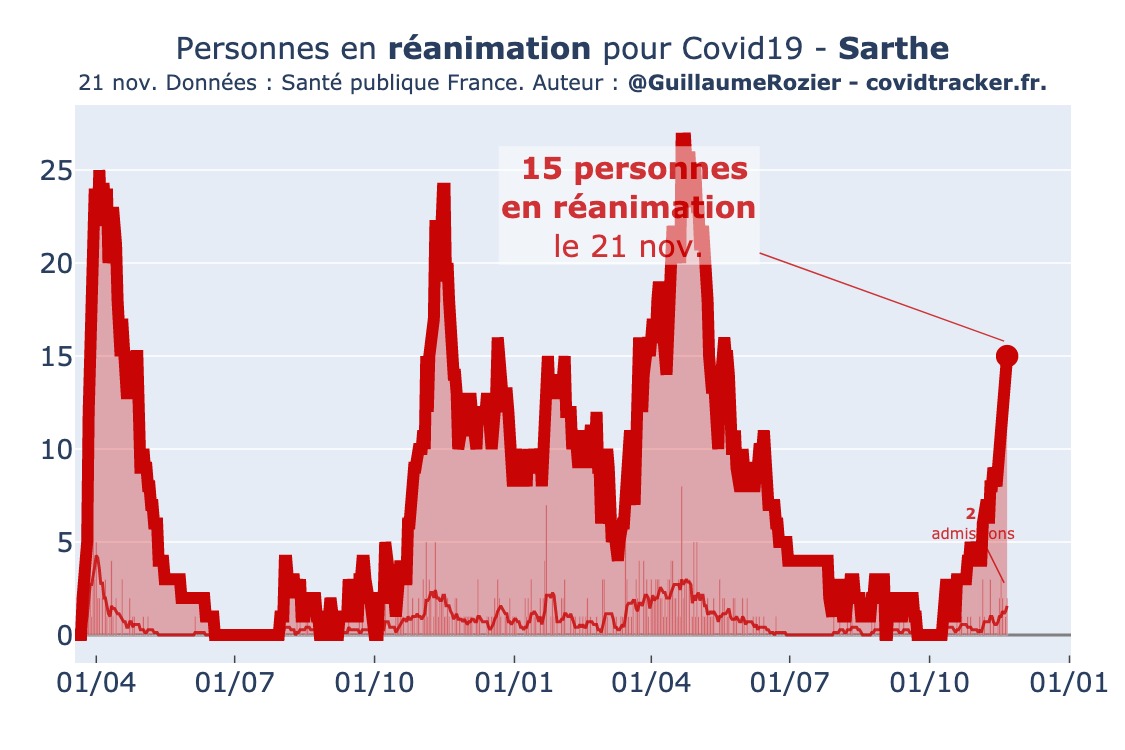 Personnes en réanimation pour Covid19 - Sarthe
21 nov. Données : Santé publique France. Auteur : @GuillaumeRozier - covidtracker.fr.
15 personnes
en réanimation
le 21 nov.
25
20
15
10
5
0
2
admissions
01/04 01/07 01/10 01/01 01/04 01/07 01/10 01/01